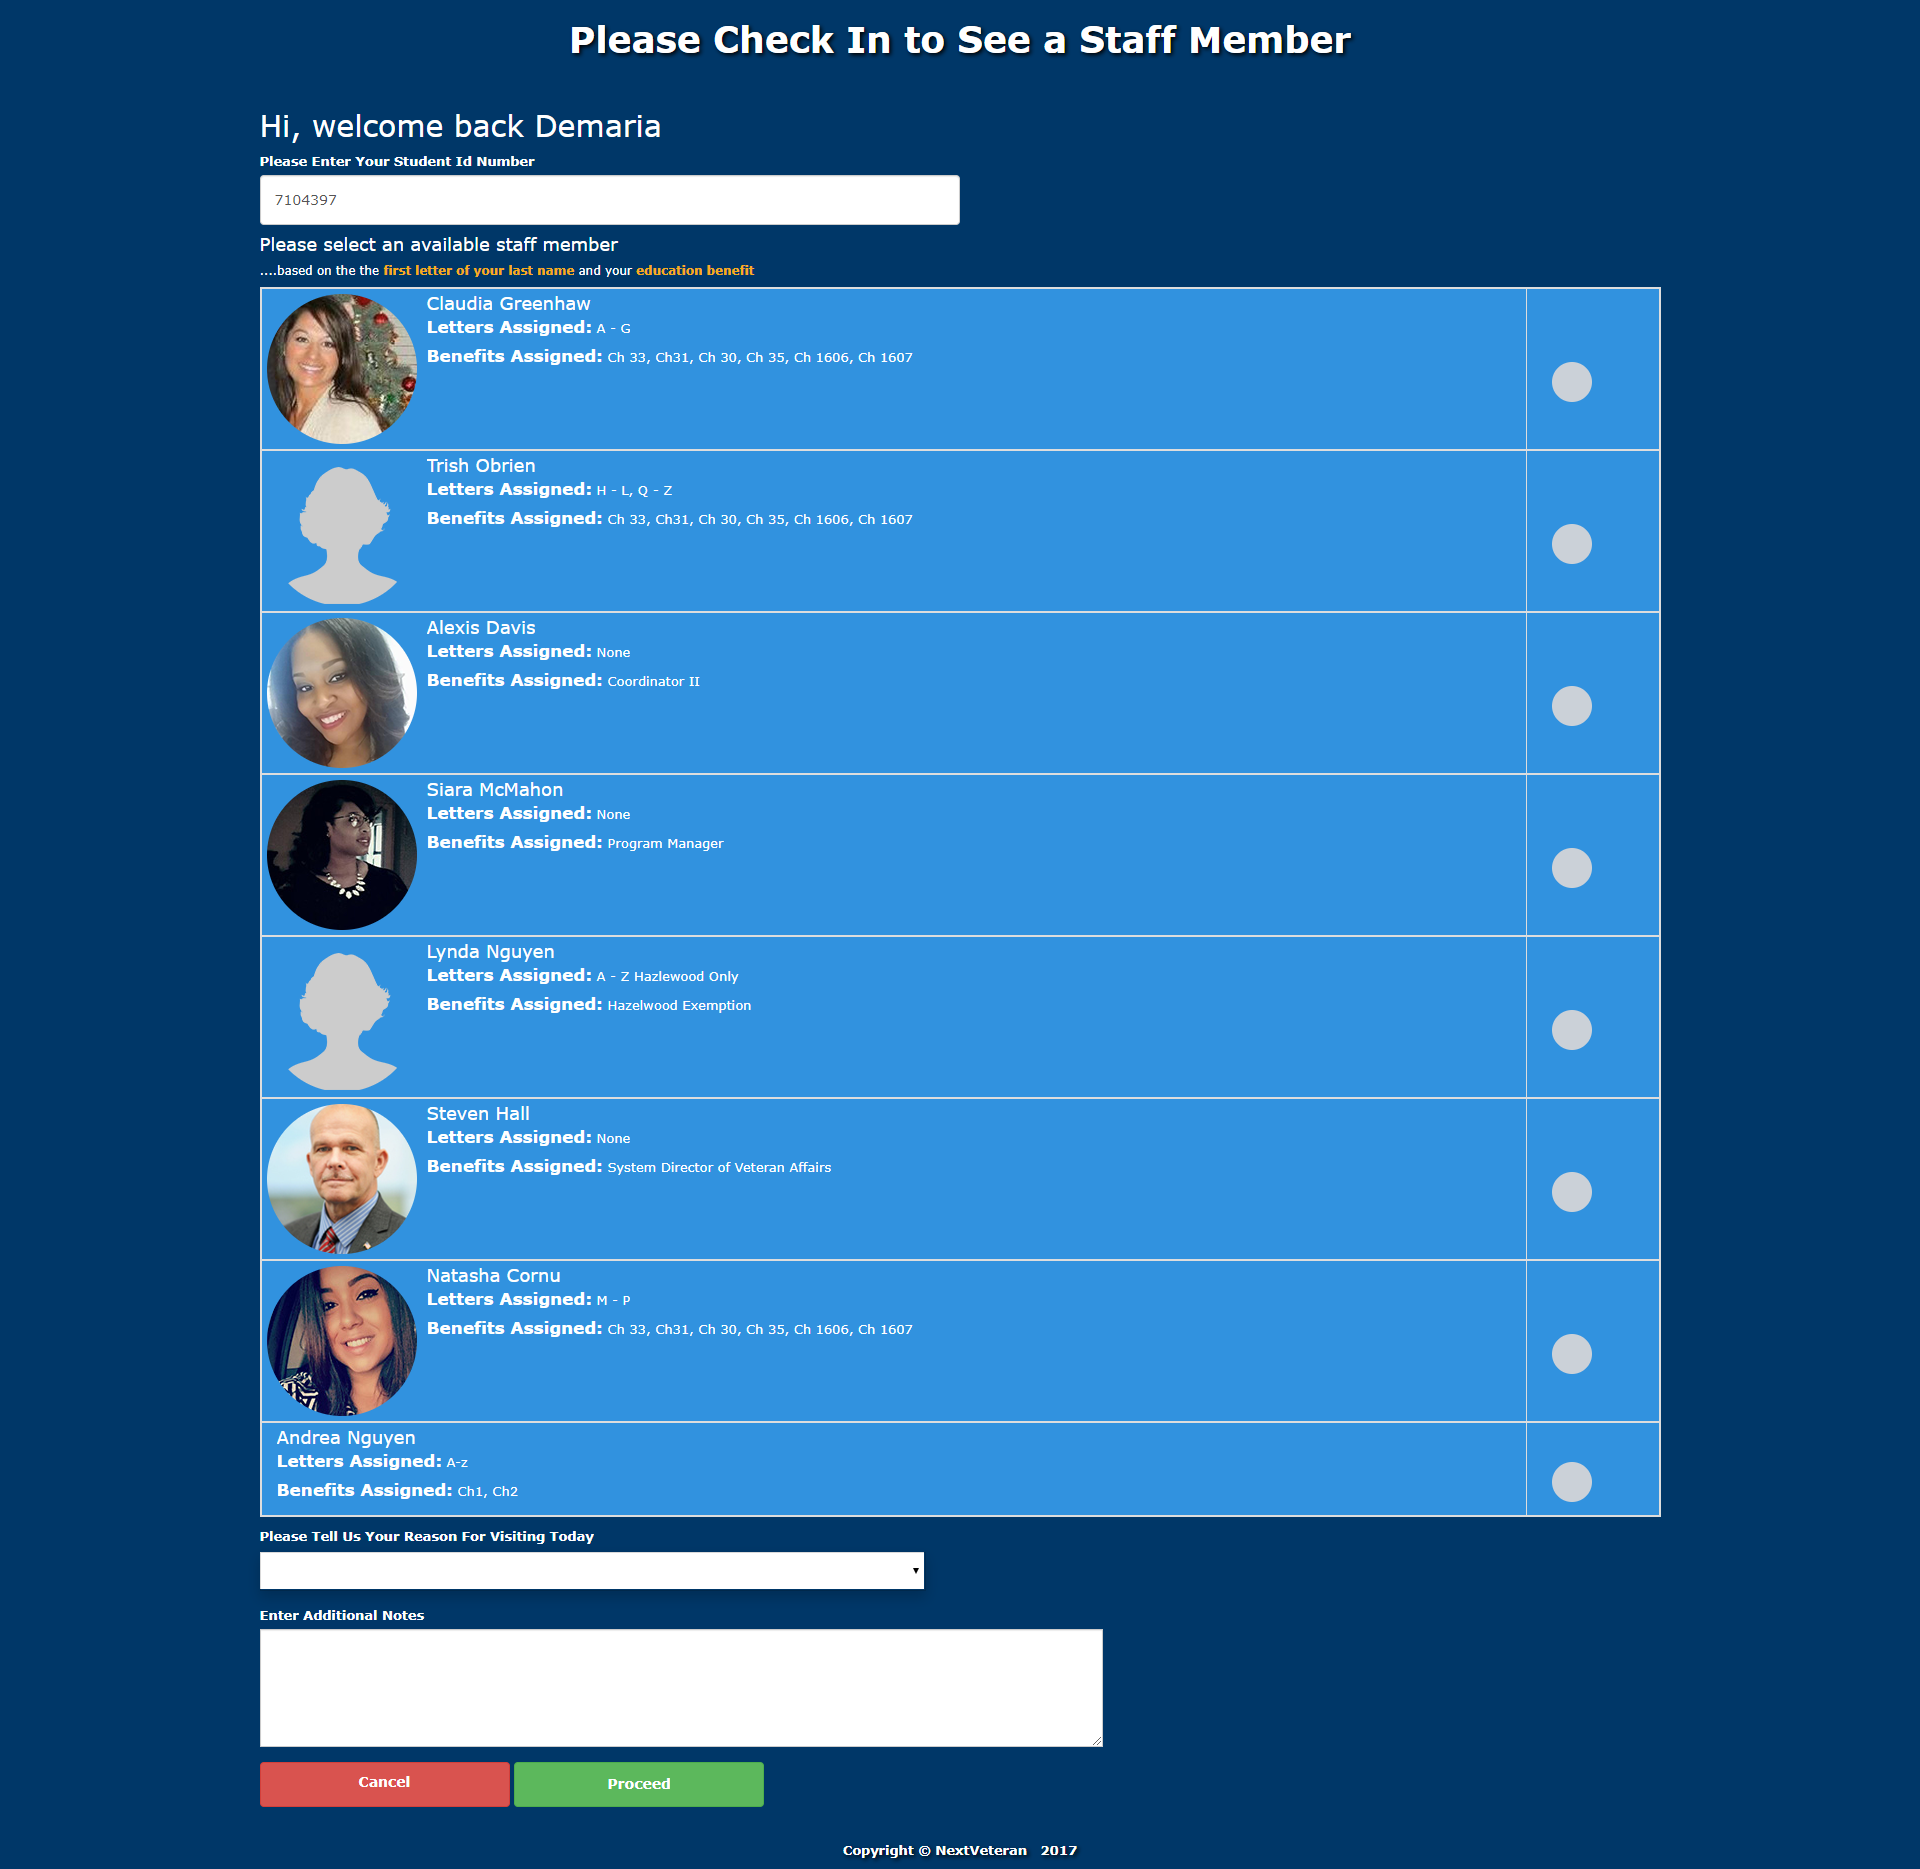 Please Check In to See a Staff Member
Hi, welcome back Demaria
Please Enter Your Student Id Number
7104397
Please select an available staff member
....based on the the first letter of your last name and your education benefit
Claudia Greenhaw
Letters Assigned: A - G
Benefits Assigned: Ch 33, Ch31, Ch 30, Ch 35, Ch 1606, Ch 1607
Trish Obrien
Letters Assigned: H - L, Q - Z
Benefits Assigned: Ch 33, Ch31, Ch 30, Ch 35, Ch 1606, Ch 1607
Alexis Davis
Letters Assigned: None
Benefits Assigned: Coordinator II
Siara McMahon
Letters Assigned: None
Benefits Assigned: Program Manager
Lynda Nguyen
Letters Assigned: A - Z Hazlewood Only
Benefits Assigned: Hazelwood Exemption
Steven Hall
Letters Assigned: None
Benefits Assigned: System Director of Veteran Affairs
Natasha Cornu
Letters Assigned: M - P
Benefits Assigned: Ch 33, Ch31, Ch 30, Ch 35, Ch 1606, Ch 1607
Andrea Nguyen
Letters Assigned: A-z
Benefits Assigned: Ch1, Ch2
Please Tell Us Your Reason For Visiting Today
Enter Additional Notes
Cancel Proceed
Copyright © NextVeteran 2017